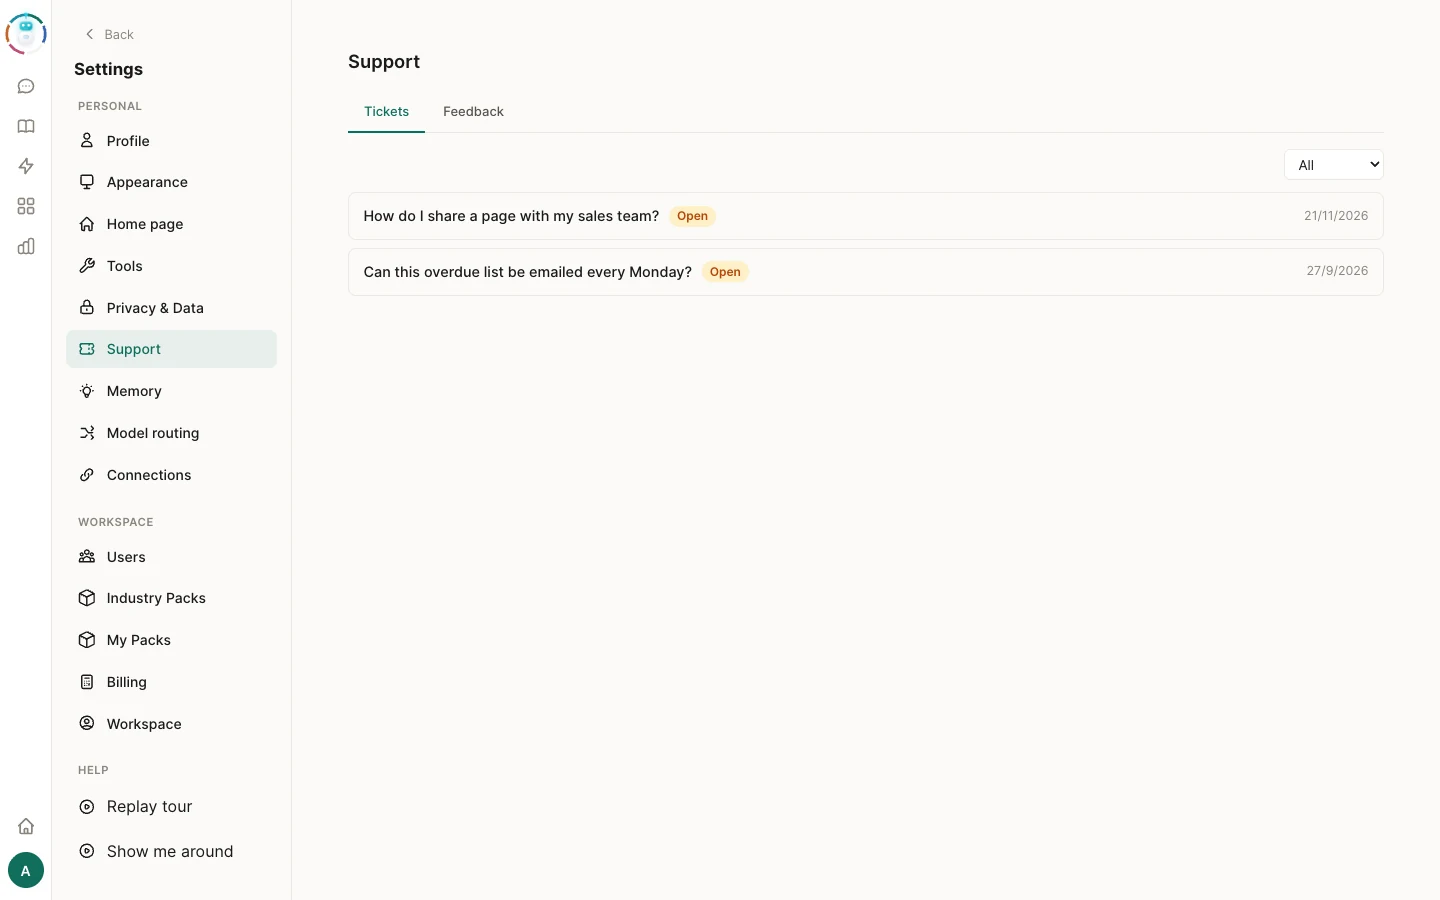 Back
Settings
PERSONAL
Profile
Appearance
Home page
Tools
Privacy & Data
Support
Memory
Model routing
Connections
WORKSPACE
Users
Industry Packs
My Packs
Billing
Workspace
HELP
Replay tour
Show me around
A
Support
Tickets Feedback
All
How do I share a page with my sales team? Open 21/11/2026
Can this overdue list be emailed every Monday? Open 27/9/2026